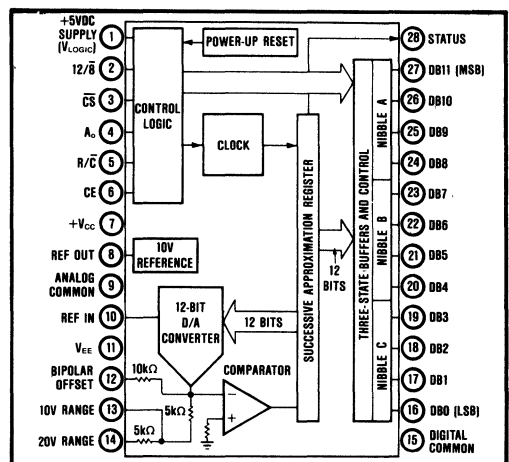 +5VDC
SUPPLY
(VLOGIC)
1
12/8̅
2
C̅S̅
3
Ao
4
R/C̅
5
CE
6
+VCC
7
REF OUT
8
ANALOG
COMMON
9
REF IN
10
VEE
11
BIPOLAR
OFFSET
12
10V RANGE
13
20V RANGE
14
POWER-UP RESET
CONTROL
LOGIC
CLOCK
10V
REFERENCE
12-BIT
D/A
CONVERTER
12 BITS
COMPARATOR
10kΩ
5kΩ
5kΩ
−
+
SUCCESSIVE APPROXIMATION REGISTER
12
BITS
THREE-STATE-BUFFERS AND CONTROL
NIBBLE A
NIBBLE B
NIBBLE C
28 STATUS
27 DB11 (MSB)
26 DB10
25 DB9
24 DB8
23 DB7
22 DB6
21 DB5
20 DB4
19 DB3
18 DB2
17 DB1
16 DB0 (LSB)
15 DIGITAL
COMMON